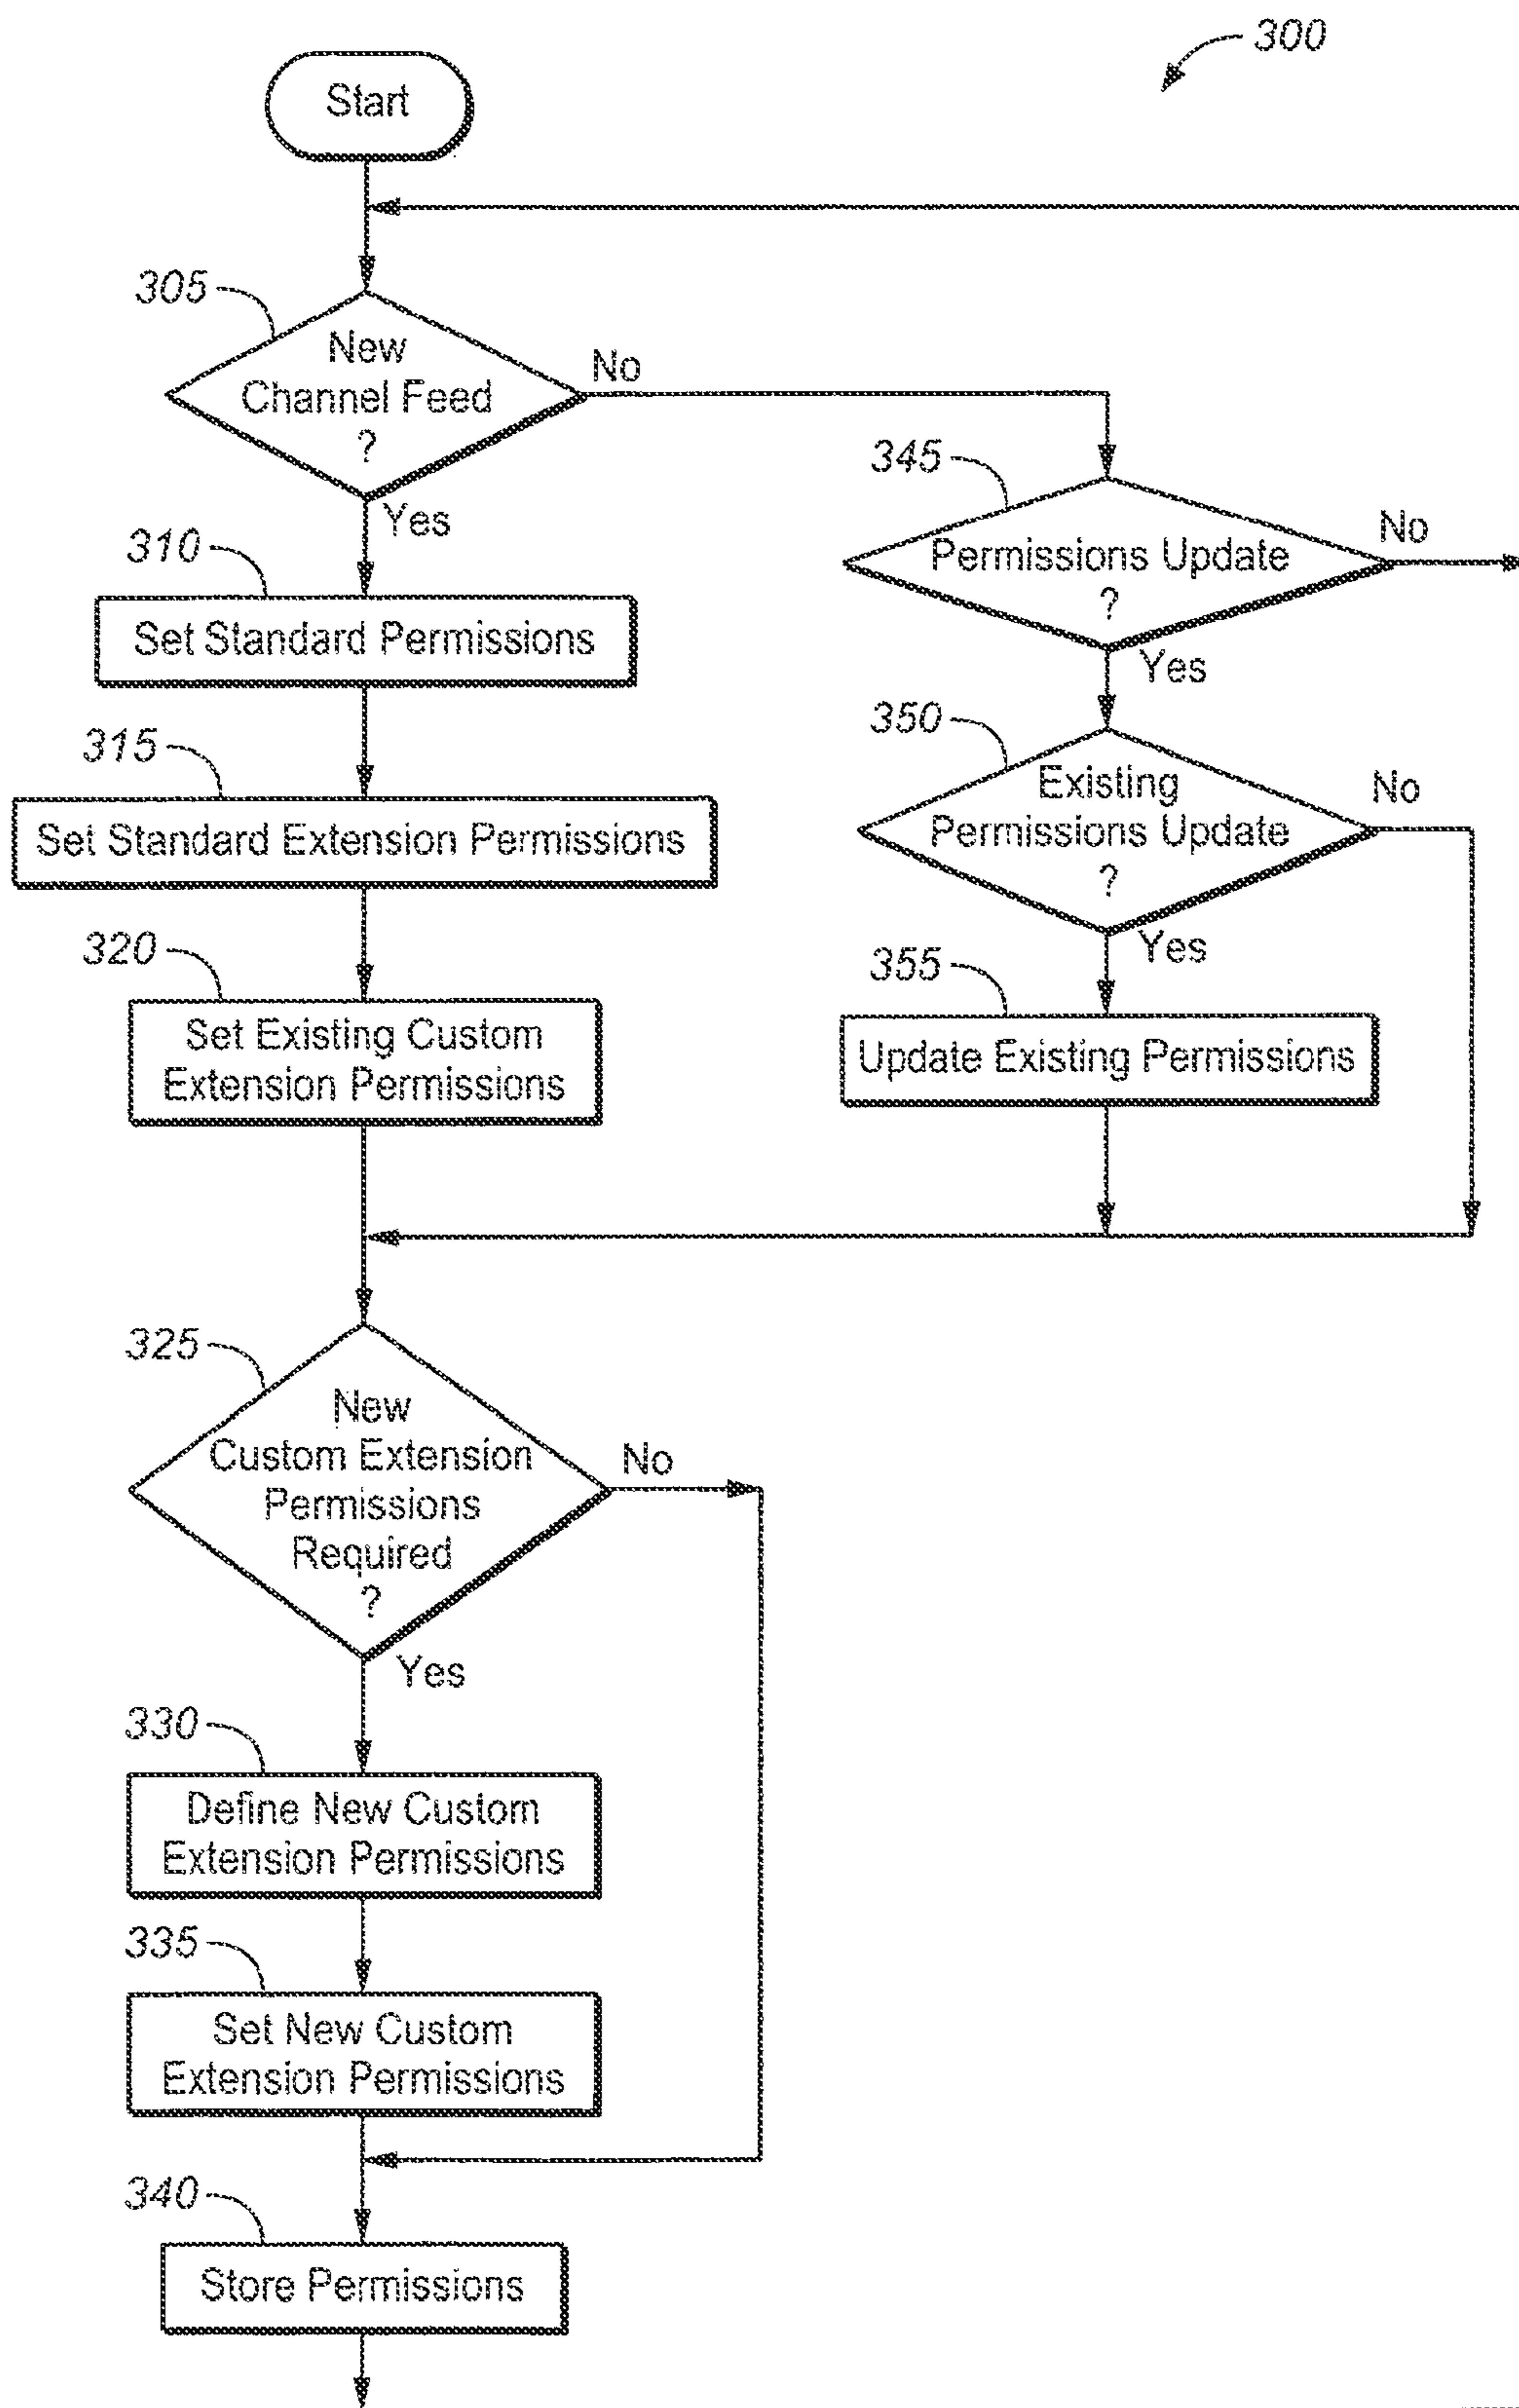 300
Start
305
New
Channel Feed
?
No
Yes
345
Permissions Update
?
No
Yes
310
Set Standard Permissions
350
Existing
Permissions Update
?
No
Yes
315
Set Standard Extension Permissions
320
Set Existing Custom
Extension Permissions
355
Update Existing Permissions
325
New
Custom Extension
Permissions
Required
?
No
Yes
330
Define New Custom
Extension Permissions
335
Set New Custom
Extension Permissions
340
Store Permissions